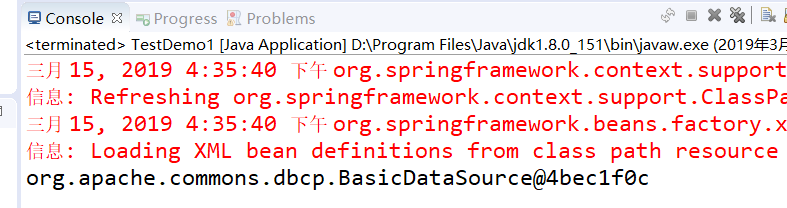 Console Progress Problems
<terminated> TestDemo1 [Java Application] D:\Program Files\Java\jdk1.8.0_151\bin\javaw.exe (2019年3月
三月 15, 2019 4:35:40 下午 org.springframework.context.support
信息: Refreshing org.springframework.context.support.ClassPa
三月 15, 2019 4:35:40 下午 org.springframework.beans.factory.x
信息: Loading XML bean definitions from class path resource
org.apache.commons.dbcp.BasicDataSource@4bec1f0c